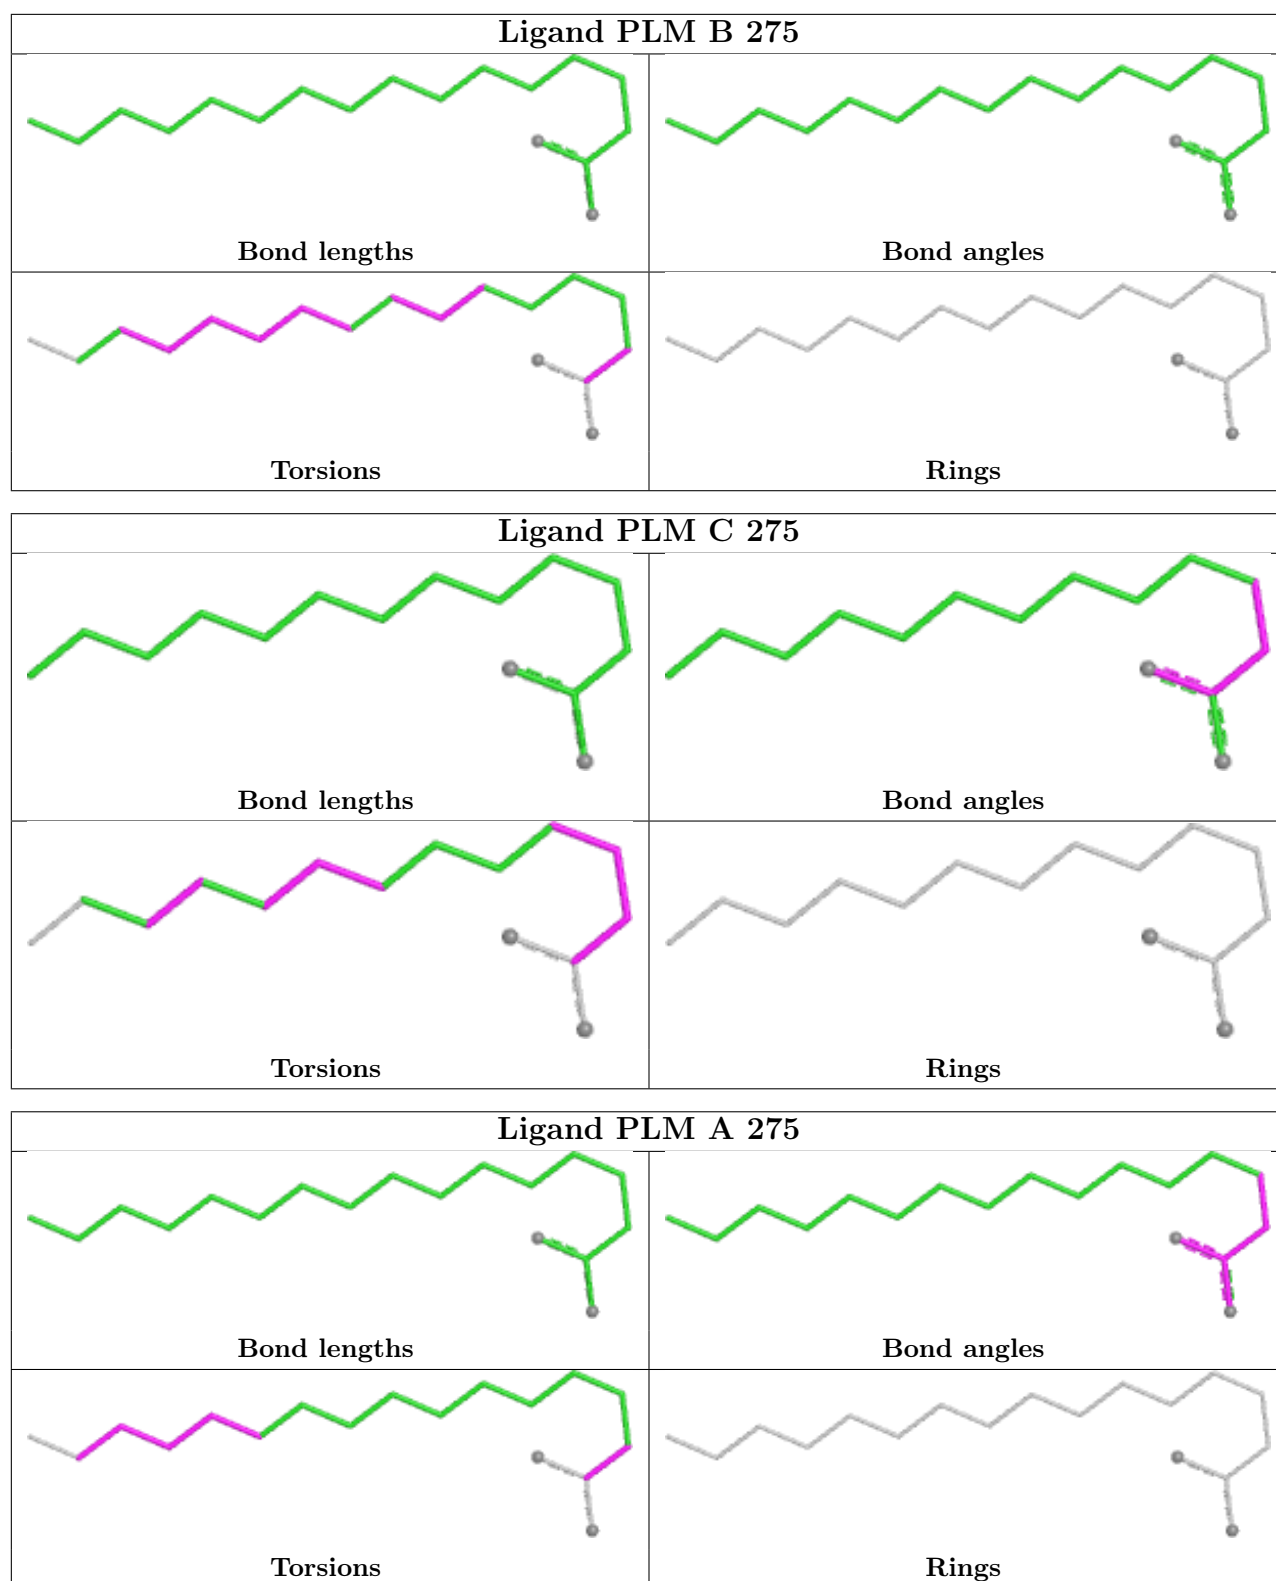 Ligand PLM B 275
Bond lengths
Bond angles
Torsions
Rings
Ligand PLM C 275
Bond lengths
Bond angles
Torsions
Rings
Ligand PLM A 275
Bond lengths
Bond angles
Torsions
Rings